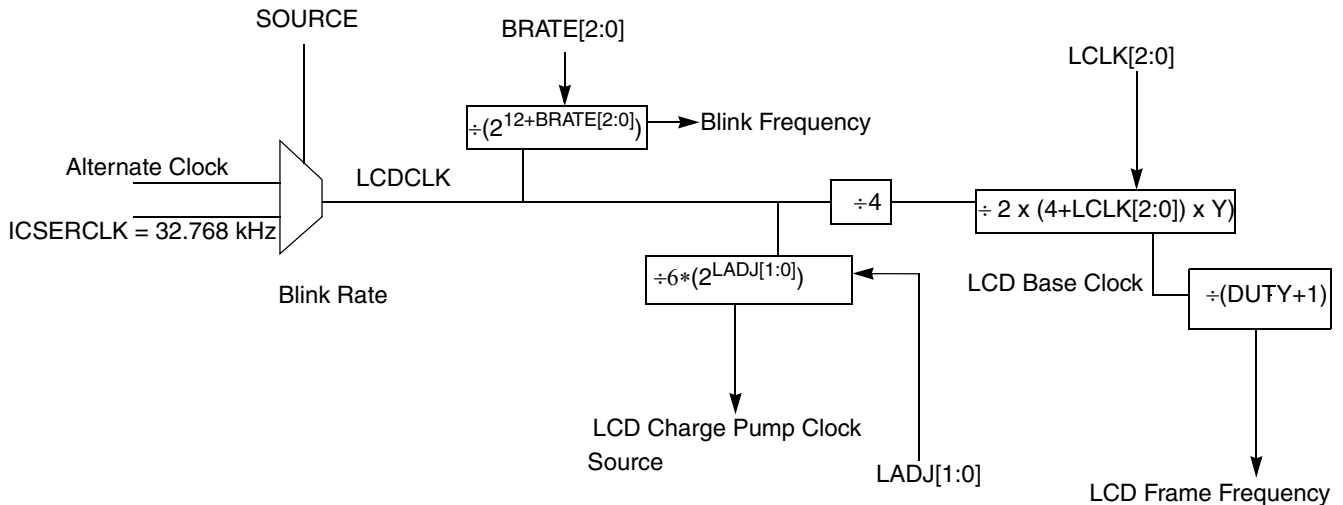 SOURCE
BRATE[2:0]
LCLK[2:0]
÷(2^12+BRATE[2:0])
Blink Frequency
Alternate Clock
LCDCLK
÷4
÷ 2 x (4+LCLK[2:0]) x Y)
ICSERCLK = 32.768 kHz
÷6*(2^LADJ[1:0])
LCD Base Clock
Blink Rate
÷(DUTY+1)
LCD Charge Pump Clock
Source
LADJ[1:0]
LCD Frame Frequency